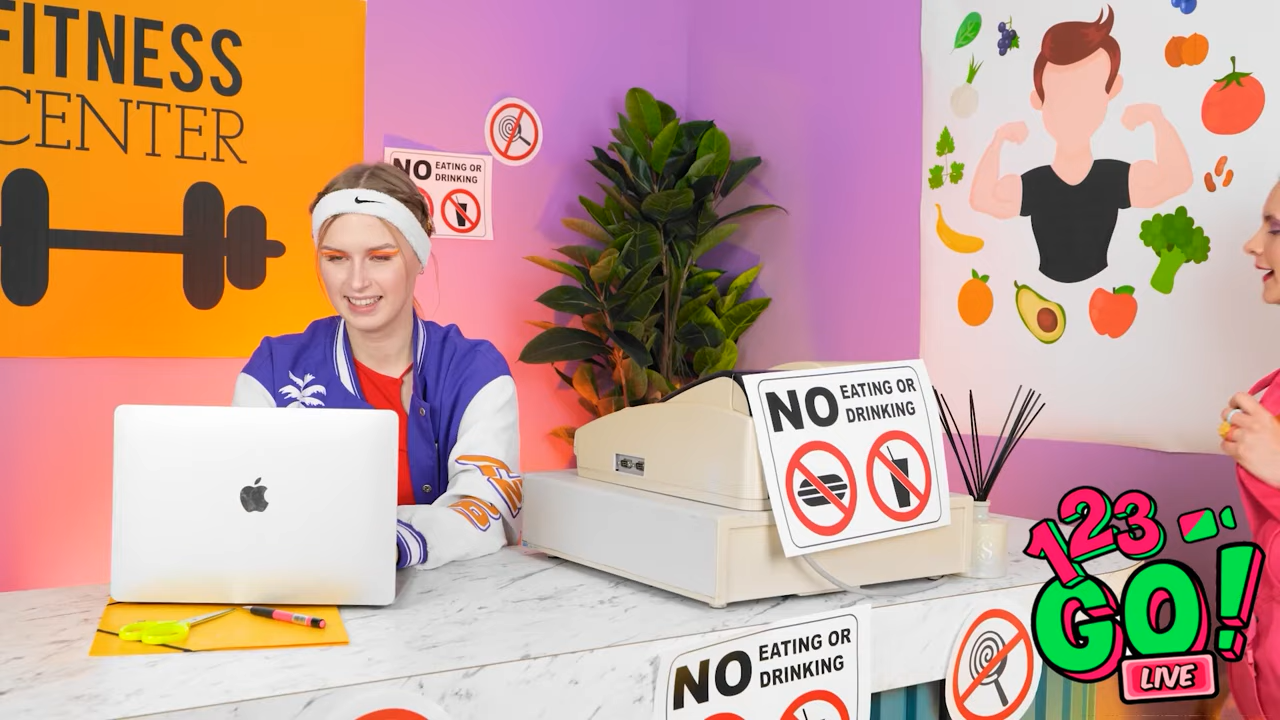 FITNESS
CENTER
NO EATING OR
DRINKING
NO EATING OR
DRINKING
NO EATING OR
DRINKING
S
123
GO!
LIVE